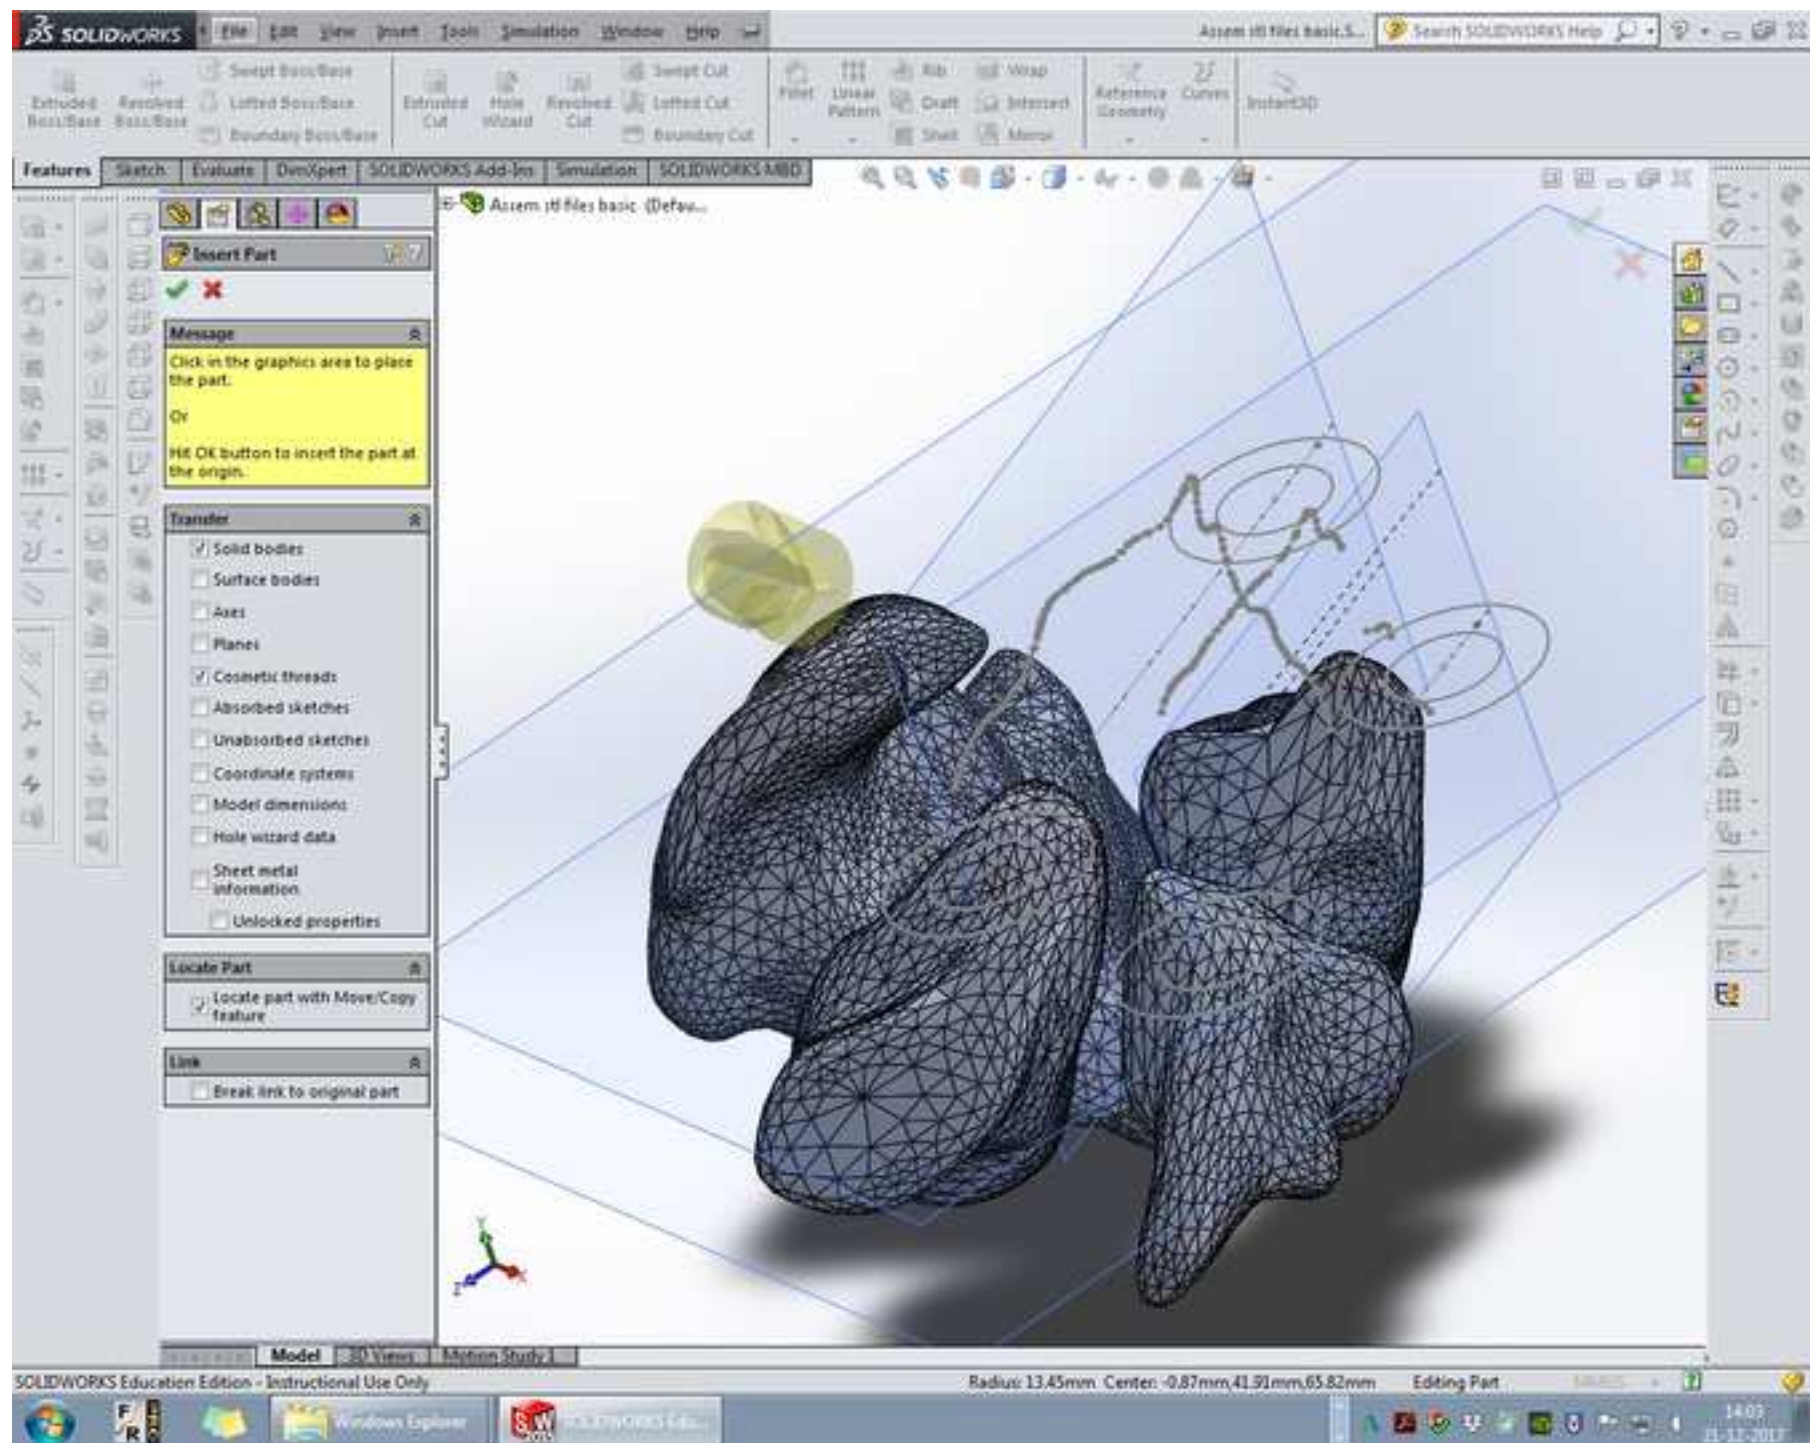 SOLIDWORKS
File Edit View Insert Tools Simulation Window Help
Assem stl files basic.S...
Search SOLIDWORKS Help
Extruded Boss/Base
Revolved Boss/Base
Swept Boss/Base
Lofted Boss/Base
Boundary Boss/Base
Extruded Cut
Hole Wizard
Revolved Cut
Swept Cut
Lofted Cut
Boundary Cut
Fillet
Linear Pattern
Rib
Draft
Shell
Wrap
Intersect
Mirror
Reference Geometry
Curves
Instant3D
Features Sketch Evaluate DimXpert SOLIDWORKS Add-Ins Simulation SOLIDWORKS MBD
Assem stl files basic (Defau...
Insert Part
Message
Click in the graphics area to place
the part.
Or
Hit OK button to insert the part at
the origin.
Transfer
Solid bodies
Surface bodies
Axes
Planes
Cosmetic threads
Absorbed sketches
Unabsorbed sketches
Coordinate systems
Model dimensions
Hole wizard data
Sheet metal
information
Unlocked properties
Locate Part
Locate part with Move/Copy
feature
Link
Break link to original part
Y
X
Z
Model 3D Views Motion Study 1
SOLIDWORKS Education Edition - Instructional Use Only
Radius: 13.45mm Center: -0.87mm,41.91mm,65.82mm Editing Part
Windows Explorer
SOLIDWORKS Edu...
14:03
21-12-2017